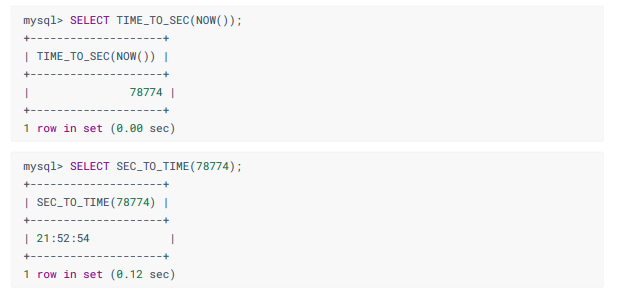 mysql> SELECT TIME_TO_SEC(NOW());
+--------------------+
| TIME_TO_SEC(NOW()) |
+--------------------+
|              78774 |
+--------------------+
1 row in set (0.00 sec)
mysql> SELECT SEC_TO_TIME(78774);
+--------------------+
| SEC_TO_TIME(78774) |
+--------------------+
| 21:52:54            |
+--------------------+
1 row in set (0.12 sec)